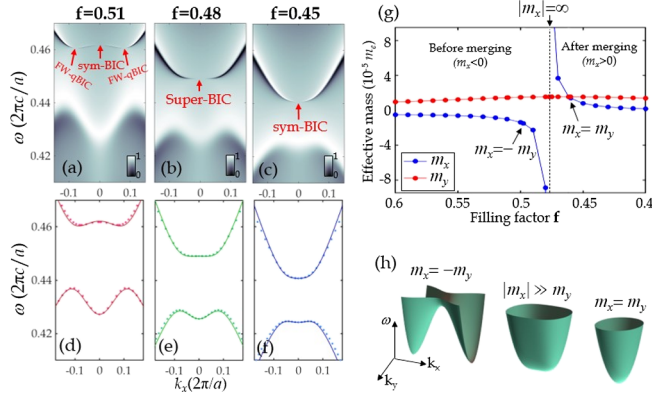 f=0.51
f=0.48
f=0.45
ω (2πc/a)
0.46
0.44
0.42
FW-qBIC
sym-BIC
FW-qBIC
Super-BIC
sym-BIC
(a)
(b)
(c)
1
0
1
0
1
0
-0.1
0
0.1
-0.1
0
0.1
-0.1
0
0.1
ω (2πc/a)
0.46
0.44
0.42
(d)
(e)
(f)
-0.1
0
0.1
-0.1
0
0.1
-0.1
0
0.1
kx(2π/a)
(g)
|mx|=∞
Before merging
(mx<0)
After merging
(mx>0)
Effective mass (10-5 me)
8
4
0
-4
-8
mx
my
mx=−my
mx= my
0.6
0.55
0.5
0.45
0.4
Filling factor f
(h)
mx= −my
|mx|≫ my
mx= my
ω
kx
ky